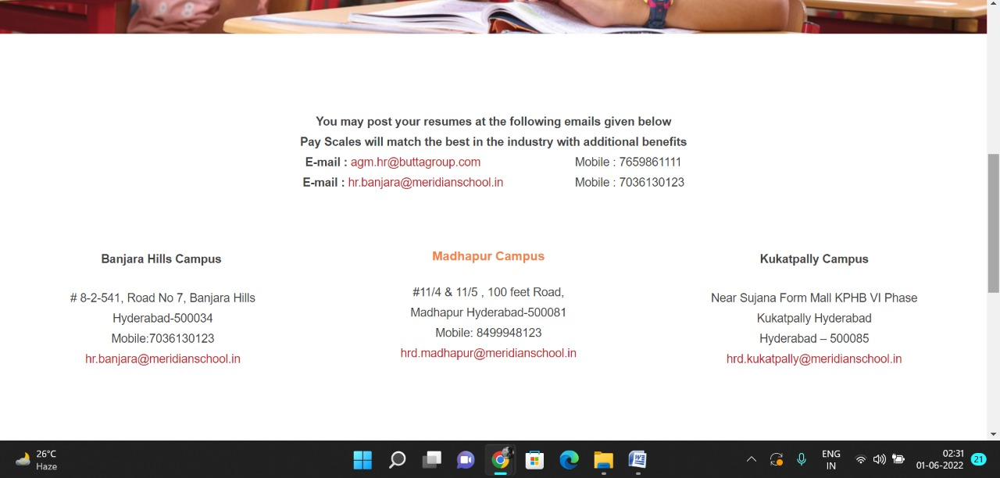 You may post your resumes at the following emails given below
Pay Scales will match the best in the industry with additional benefits
E-mail : agm.hr@buttagroup.com Mobile : 7659861111
E-mail : hr.banjara@meridianschool.in Mobile : 7036130123
Banjara Hills Campus
# 8-2-541, Road No 7, Banjara Hills
Hyderabad-500034
Mobile:7036130123
hr.banjara@meridianschool.in
Madhapur Campus
#11/4 & 11/5 , 100 feet Road,
Madhapur Hyderabad-500081
Mobile: 8499948123
hrd.madhapur@meridianschool.in
Kukatpally Campus
Near Sujana Form Mall KPHB VI Phase
Kukatpally Hyderabad
Hyderabad – 500085
hrd.kukatpally@meridianschool.in
26°C
Haze
ENG
IN
02:31
01-06-2022
21